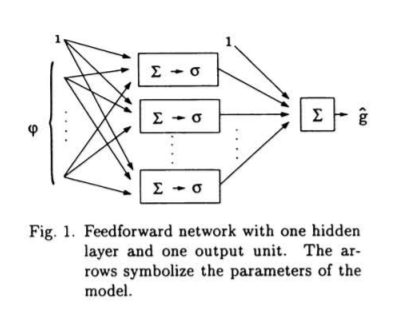 1
1
Σ → σ
φ
Σ → σ
Σ → ĝ
Σ → σ
Fig. 1. Feedforward network with one hidden
layer and one output unit. The ar-
rows symbolize the parameters of the
model.